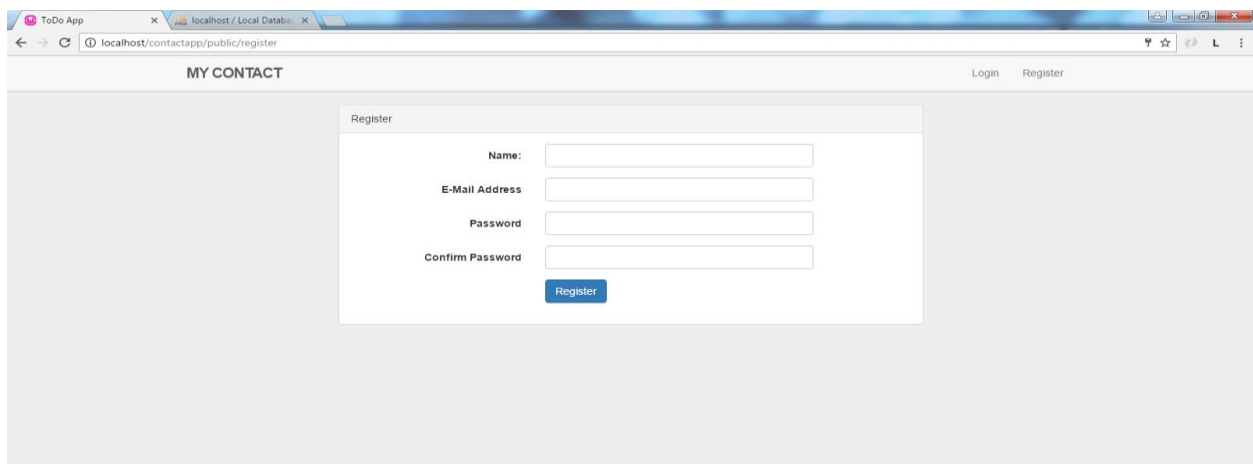 ToDo App
localhost / Local Databa
localhost/contactapp/public/register
L
MY CONTACT
Login
Register
Register
Name:
E-Mail Address
Password
Confirm Password
Register